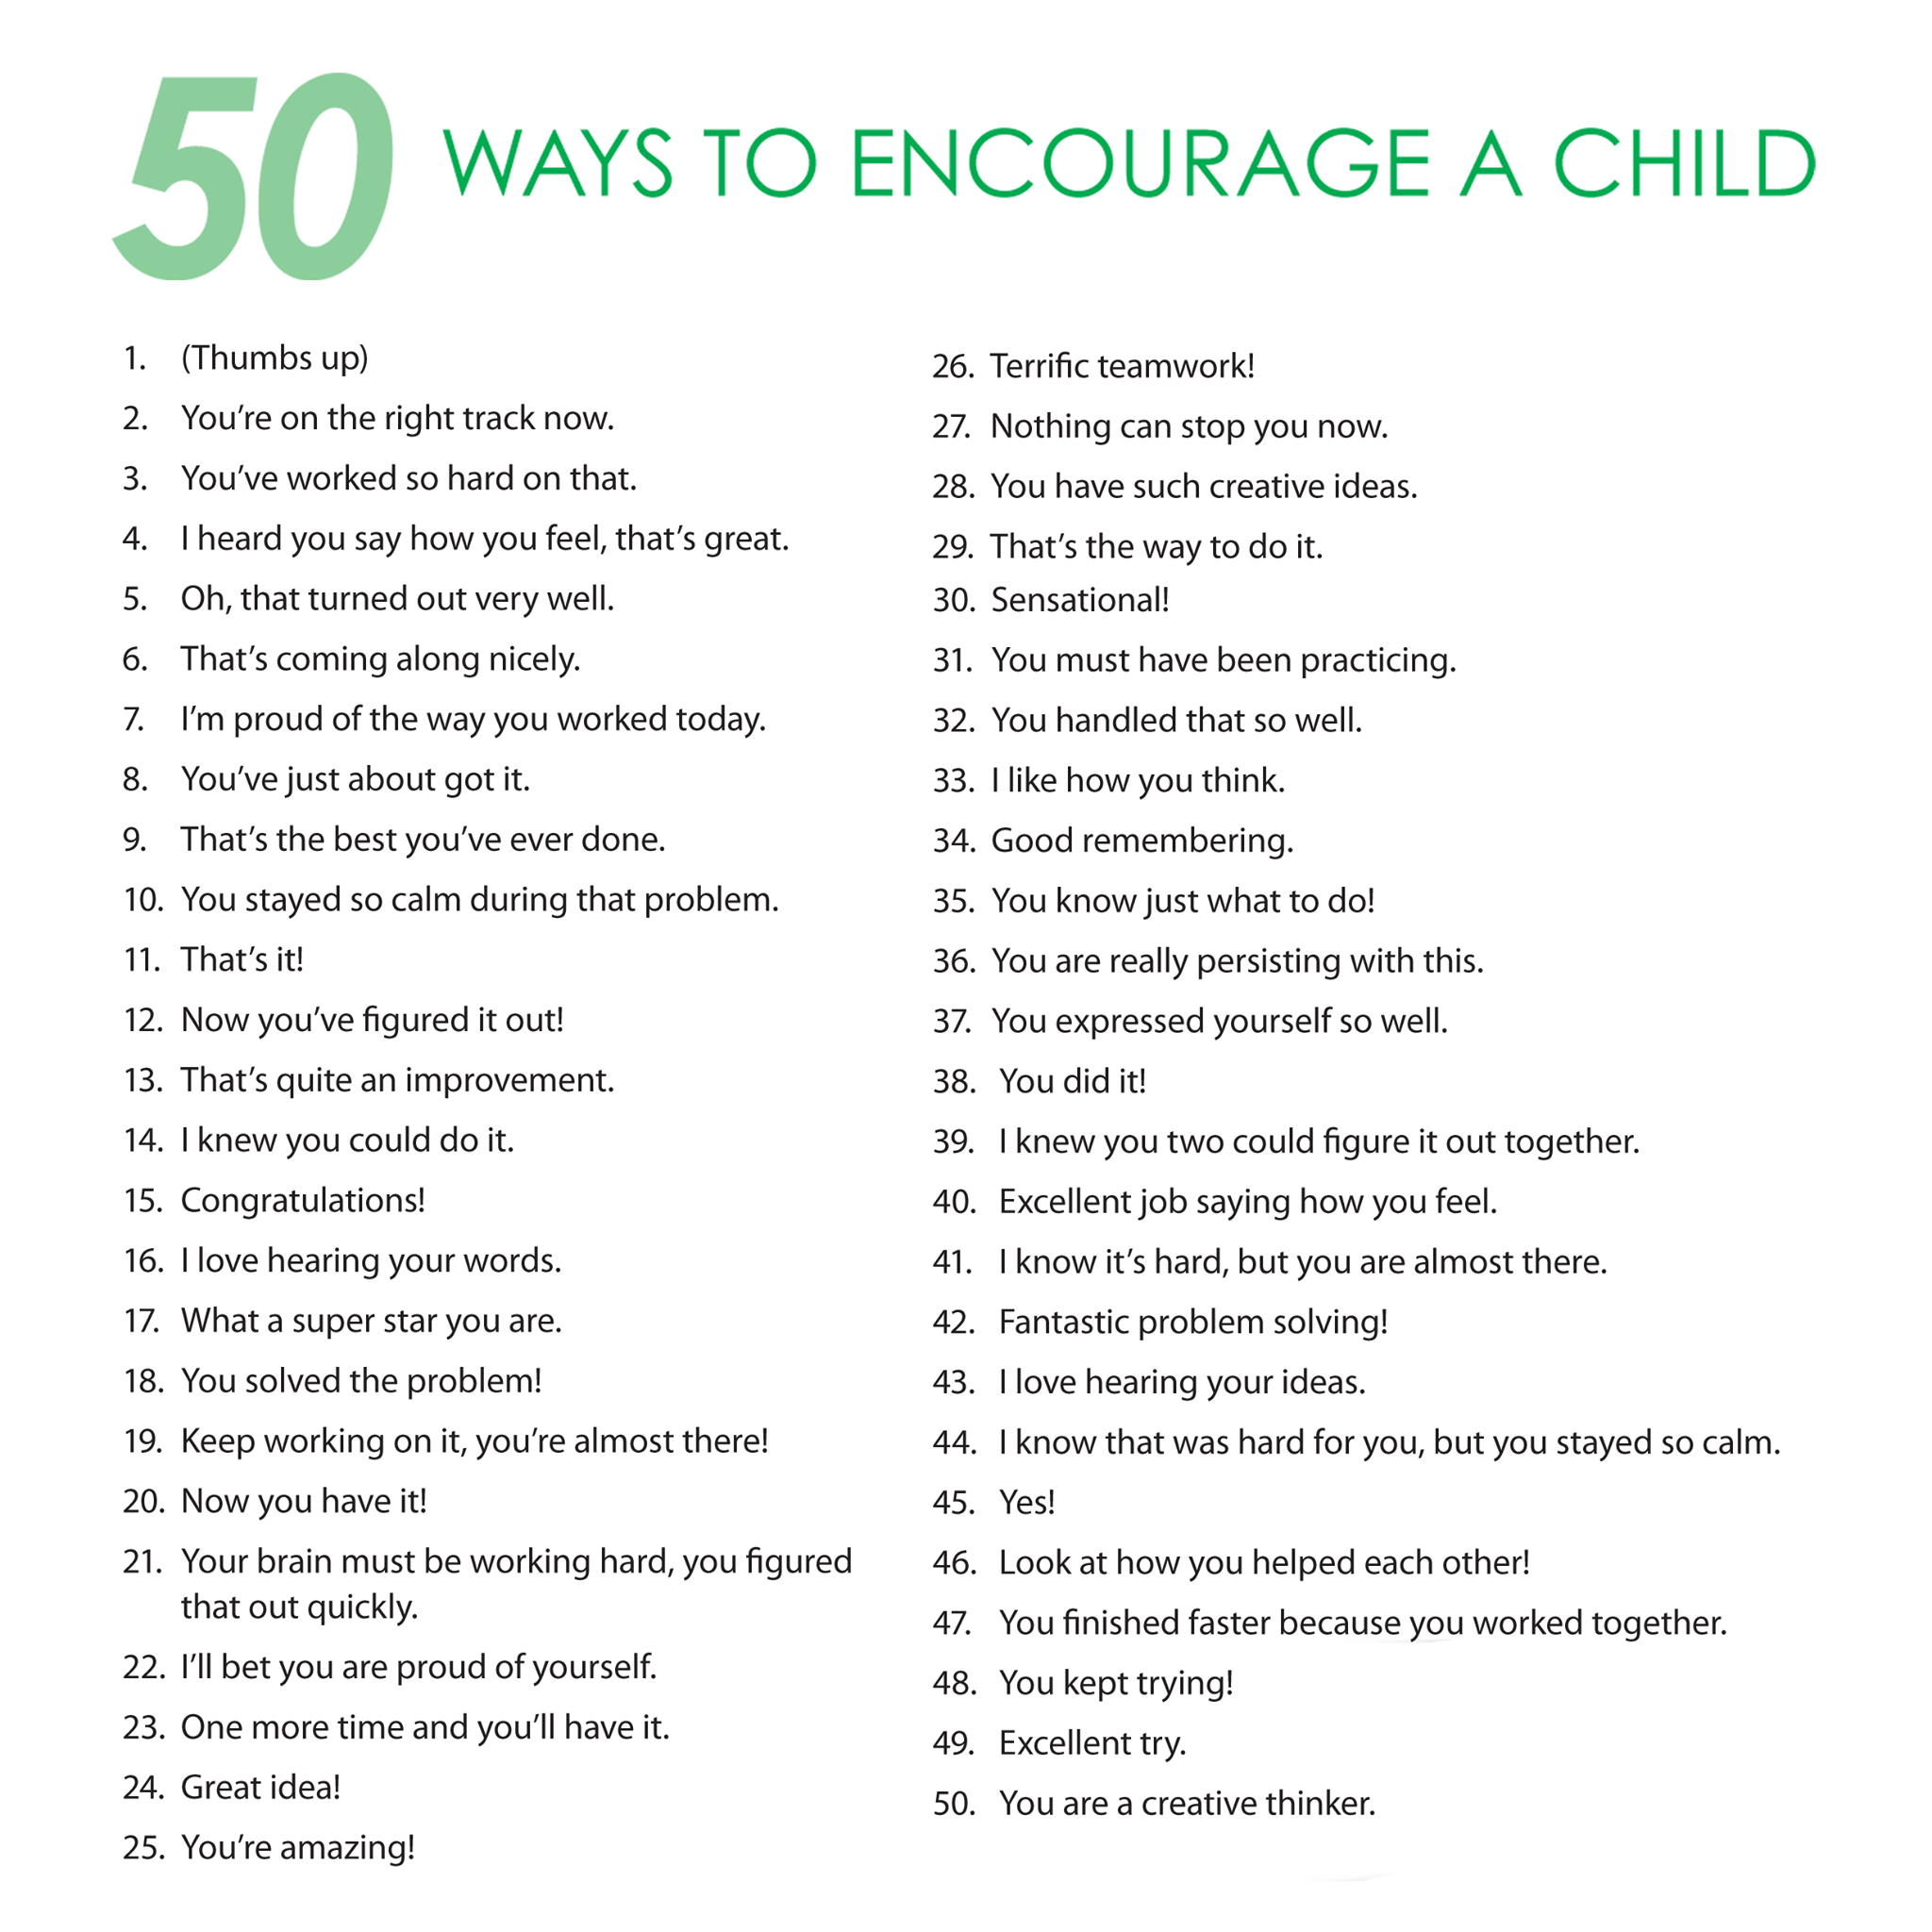 50 WAYS TO ENCOURAGE A CHILD
1. (Thumbs up)
2. You’re on the right track now.
3. You’ve worked so hard on that.
4. I heard you say how you feel, that’s great.
5. Oh, that turned out very well.
6. That’s coming along nicely.
7. I’m proud of the way you worked today.
8. You’ve just about got it.
9. That’s the best you’ve ever done.
10. You stayed so calm during that problem.
11. That’s it!
12. Now you’ve figured it out!
13. That’s quite an improvement.
14. I knew you could do it.
15. Congratulations!
16. I love hearing your words.
17. What a super star you are.
18. You solved the problem!
19. Keep working on it, you’re almost there!
20. Now you have it!
21. Your brain must be working hard, you figured
that out quickly.
22. I’ll bet you are proud of yourself.
23. One more time and you’ll have it.
24. Great idea!
25. You’re amazing!
26. Terrific teamwork!
27. Nothing can stop you now.
28. You have such creative ideas.
29. That’s the way to do it.
30. Sensational!
31. You must have been practicing.
32. You handled that so well.
33. I like how you think.
34. Good remembering.
35. You know just what to do!
36. You are really persisting with this.
37. You expressed yourself so well.
38. You did it!
39. I knew you two could figure it out together.
40. Excellent job saying how you feel.
41. I know it’s hard, but you are almost there.
42. Fantastic problem solving!
43. I love hearing your ideas.
44. I know that was hard for you, but you stayed so calm.
45. Yes!
46. Look at how you helped each other!
47. You finished faster because you worked together.
48. You kept trying!
49. Excellent try.
50. You are a creative thinker.